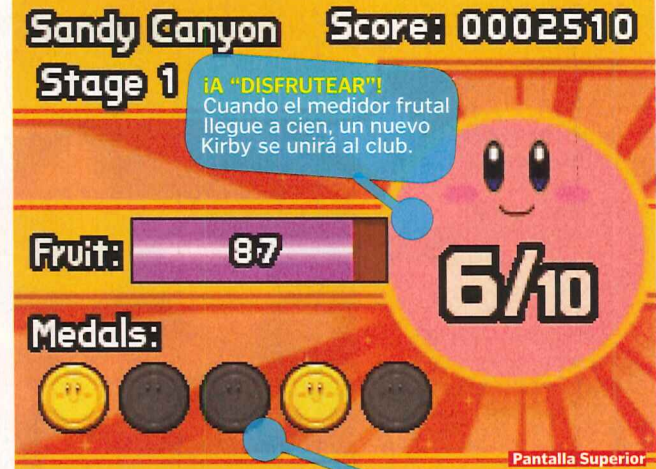 Sandy Canyon Score: 0002510
Stage 1
¡A "DISFRUTEAR"!
Cuando el medidor frutal
llegue a cien, un nuevo
Kirby se unirá al club.
Fruit: 87
6/10
Medals:
Pantalla Superior